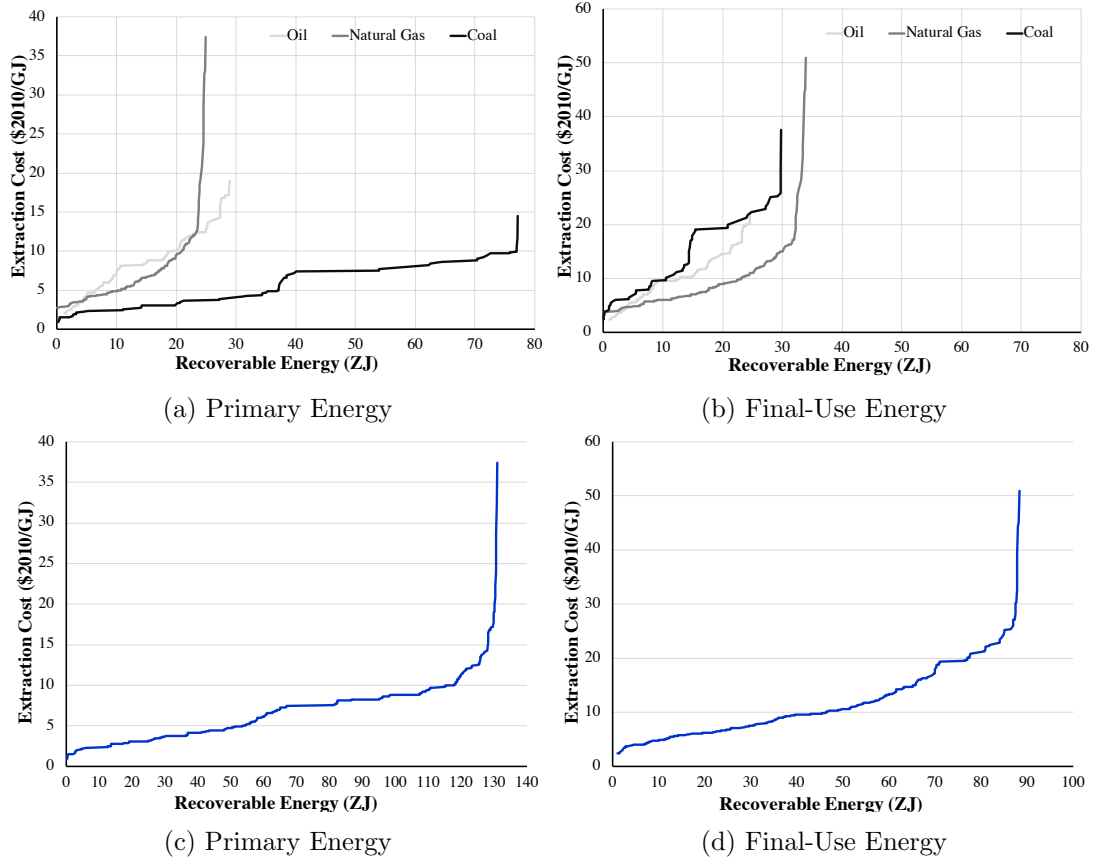 Oil Natural Gas Coal
40
35
30
25
20
15
10
5
0
Extraction Cost ($2010/GJ)
0 10 20 30 40 50 60 70 80
Recoverable Energy (ZJ)
(a) Primary Energy
Oil Natural Gas Coal
60
50
40
30
20
10
0
Extraction Cost ($2010/GJ)
0 10 20 30 40 50 60 70 80
Recoverable Energy (ZJ)
(b) Final-Use Energy
40
35
30
25
20
15
10
5
0
Extraction Cost ($2010/GJ)
0 10 20 30 40 50 60 70 80 90 100 110 120 130 140
Recoverable Energy (ZJ)
(c) Primary Energy
60
50
40
30
20
10
0
Extraction Cost ($2010/GJ)
0 10 20 30 40 50 60 70 80 90 100
Recoverable Energy (ZJ)
(d) Final-Use Energy